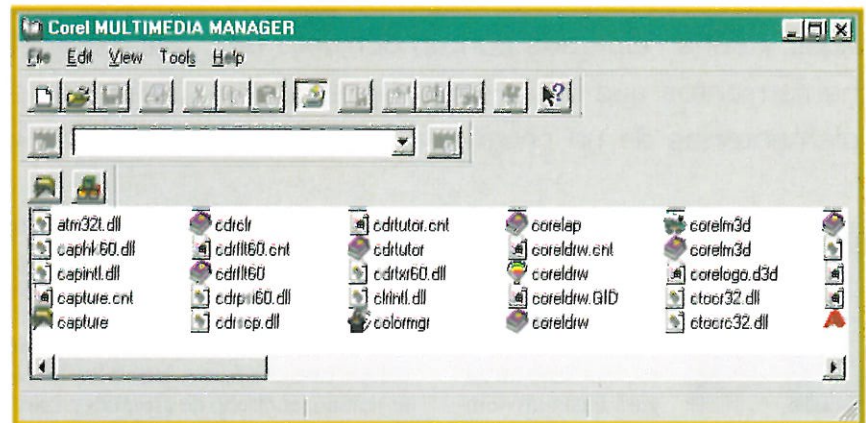 Corel MULTIMEDIA MANAGER
File Edit View Tools Help
atm32t.dll cdrclr cdrtutor.cnt corelap corelm3d
caphk60.dll cdrflt60.cnt cdrtutor coreldrw.cnt corelm3d
capintl.dll cdrflt60 cdrtxr60.dll coreldrw corelogo.d3d
capture.cnt clrintl.dll coreldrw.GID ctocr32.dll
capture colormgr coreldrw ctocrc32.dll